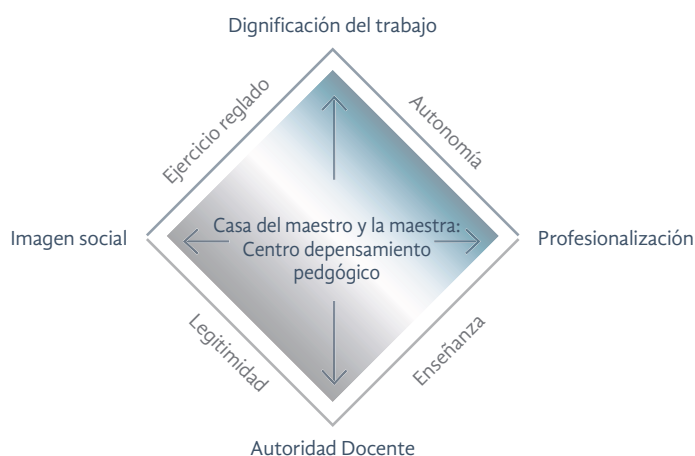 Dignificación del trabajo
Ejercicio reglado
Autonomía
Imagen social
Casa del maestro y la maestra:
Centro depensamiento
pedgógico
Profesionalización
Legitimidad
Enseñanza
Autoridad Docente